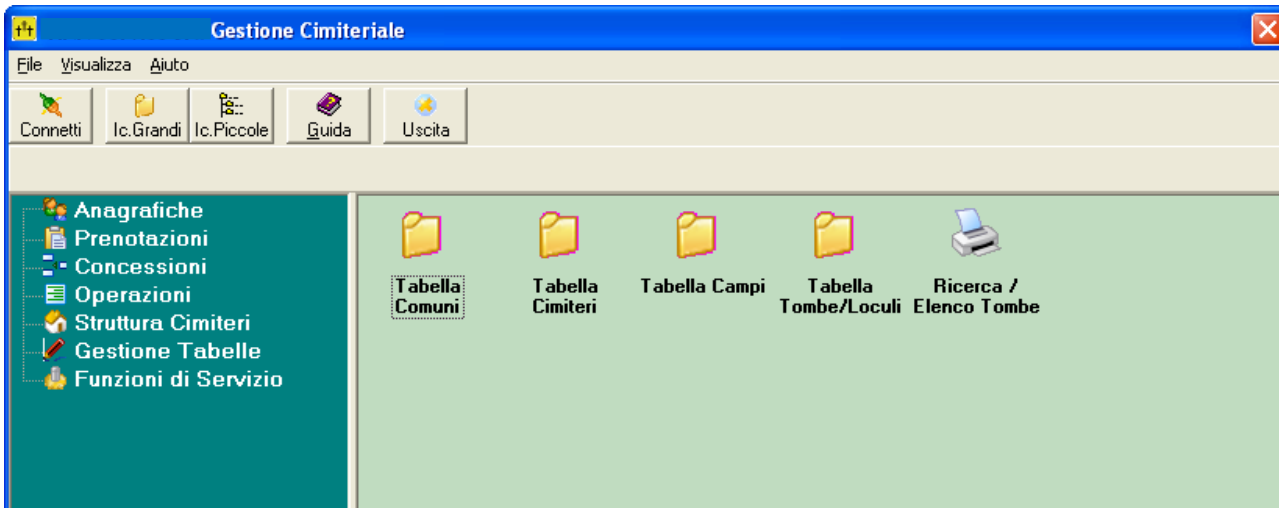 Gestione Cimiteriale
File Visualizza Aiuto
Connetti Ic.Grandi Ic.Piccole Guida Uscita
Anagrafiche
Prenotazioni
Concessioni
Operazioni
Struttura Cimiteri
Gestione Tabelle
Funzioni di Servizio
Tabella
Comuni
Tabella
Cimiteri
Tabella Campi
Tabella
Tombe/Loculi
Ricerca /
Elenco Tombe